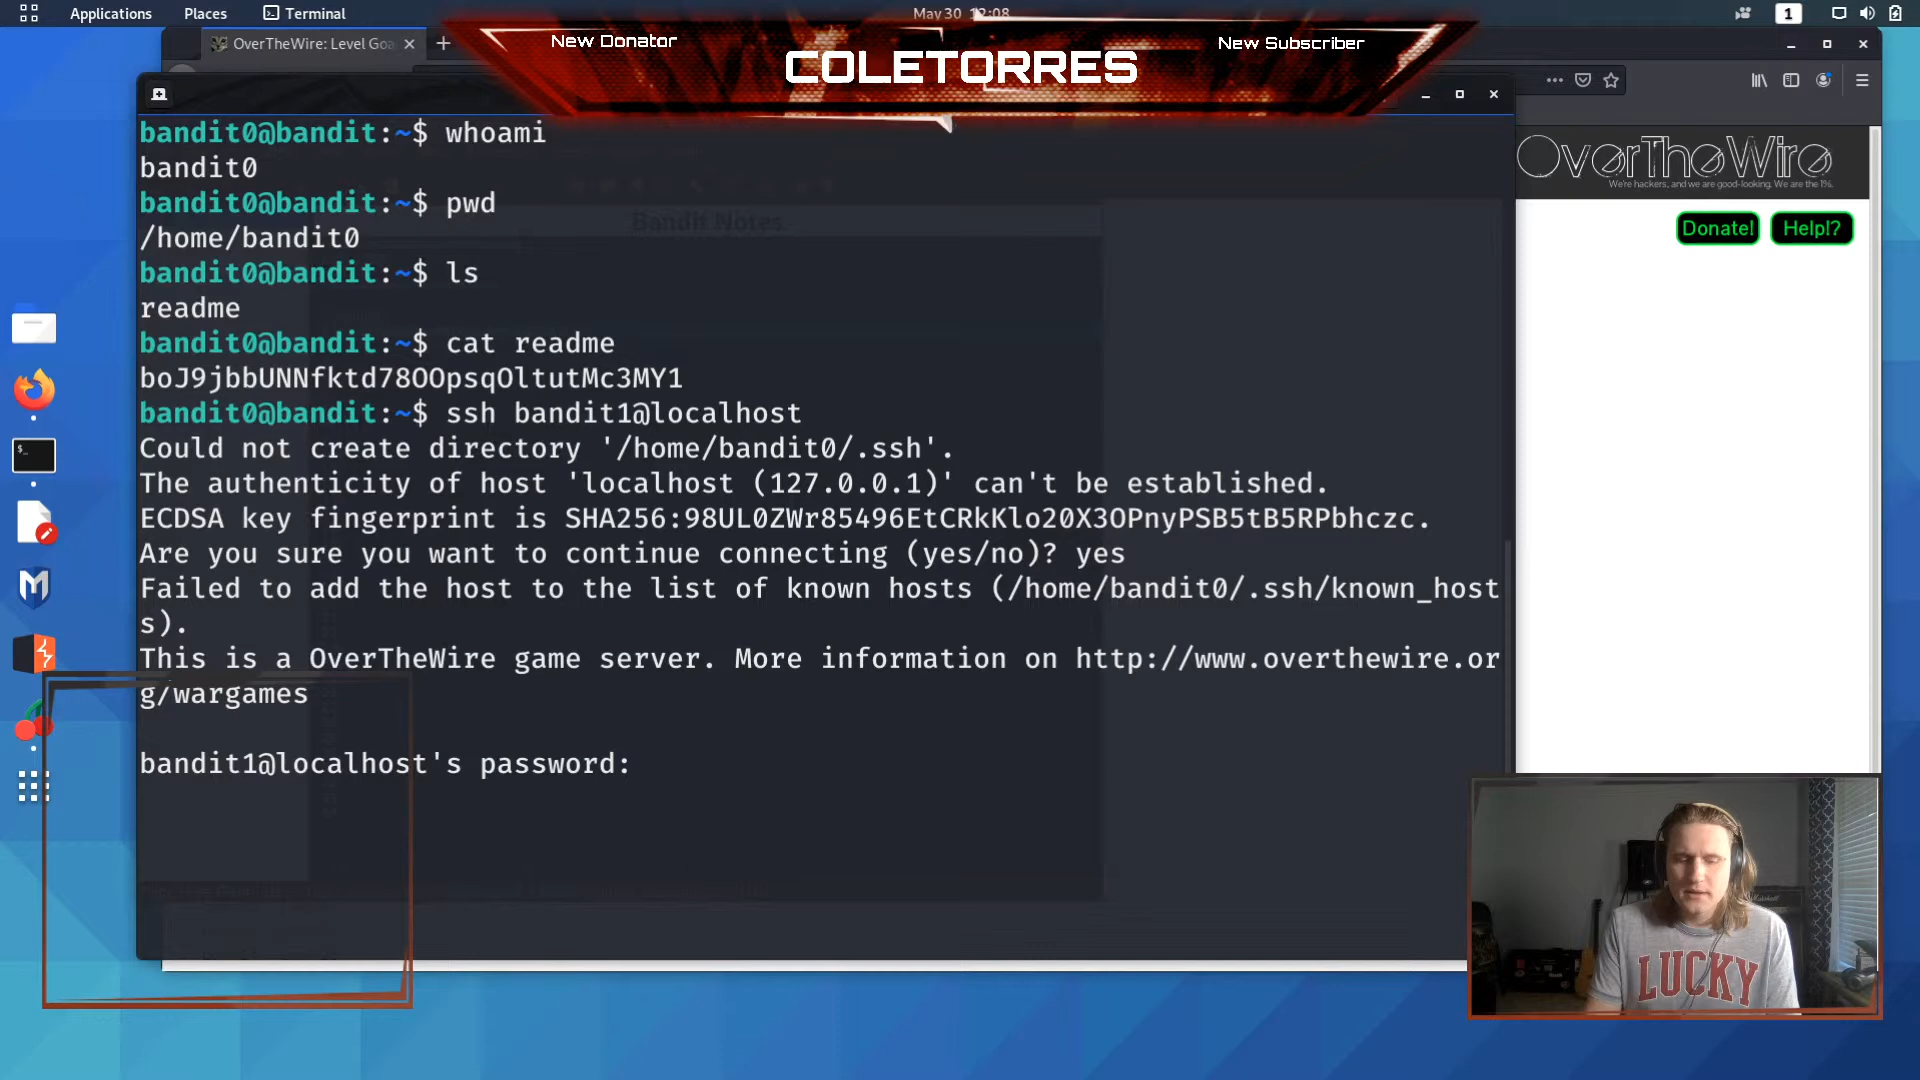 Applications Places Terminal May 30 12:08 1
OverTheWire: Level Goa
New Donator
COLETORRES
New Subscriber
bandit0@bandit:~$ whoami
bandit0
bandit0@bandit:~$ pwd
/home/bandit0
bandit0@bandit:~$ ls
readme
bandit0@bandit:~$ cat readme
boJ9jbbUNNfktd78OOpsqOltutMc3MY1
bandit0@bandit:~$ ssh bandit1@localhost
Could not create directory '/home/bandit0/.ssh'.
The authenticity of host 'localhost (127.0.0.1)' can't be established.
ECDSA key fingerprint is SHA256:98UL0ZWr85496EtCRkKlo20X3OPnyPSB5tB5RPbhczc.
Are you sure you want to continue connecting (yes/no)? yes
Failed to add the host to the list of known hosts (/home/bandit0/.ssh/known_host
s).
This is a OverTheWire game server. More information on http://www.overthewire.or
g/wargames
bandit1@localhost's password:
Bandit Notes
OverTheWire
We're hackers, and we are good-looking. We are the 1%.
Donate! Help!?
LUCKY